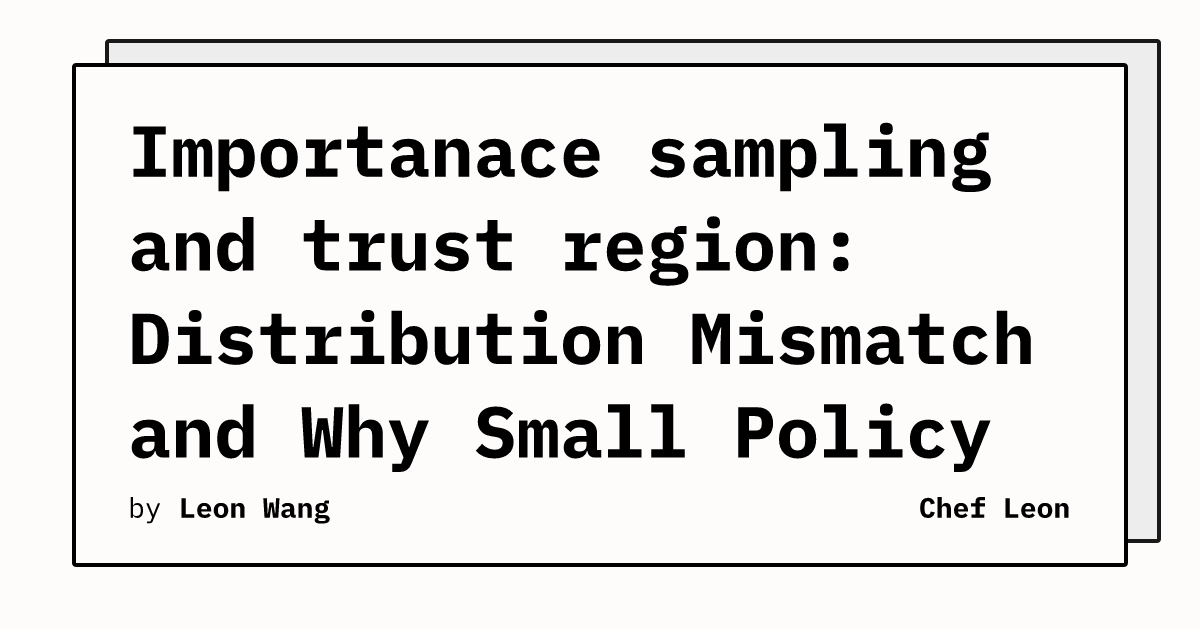 Importanace sampling
and trust region:
Distribution Mismatch
and Why Small Policy
by Leon Wang
Chef Leon